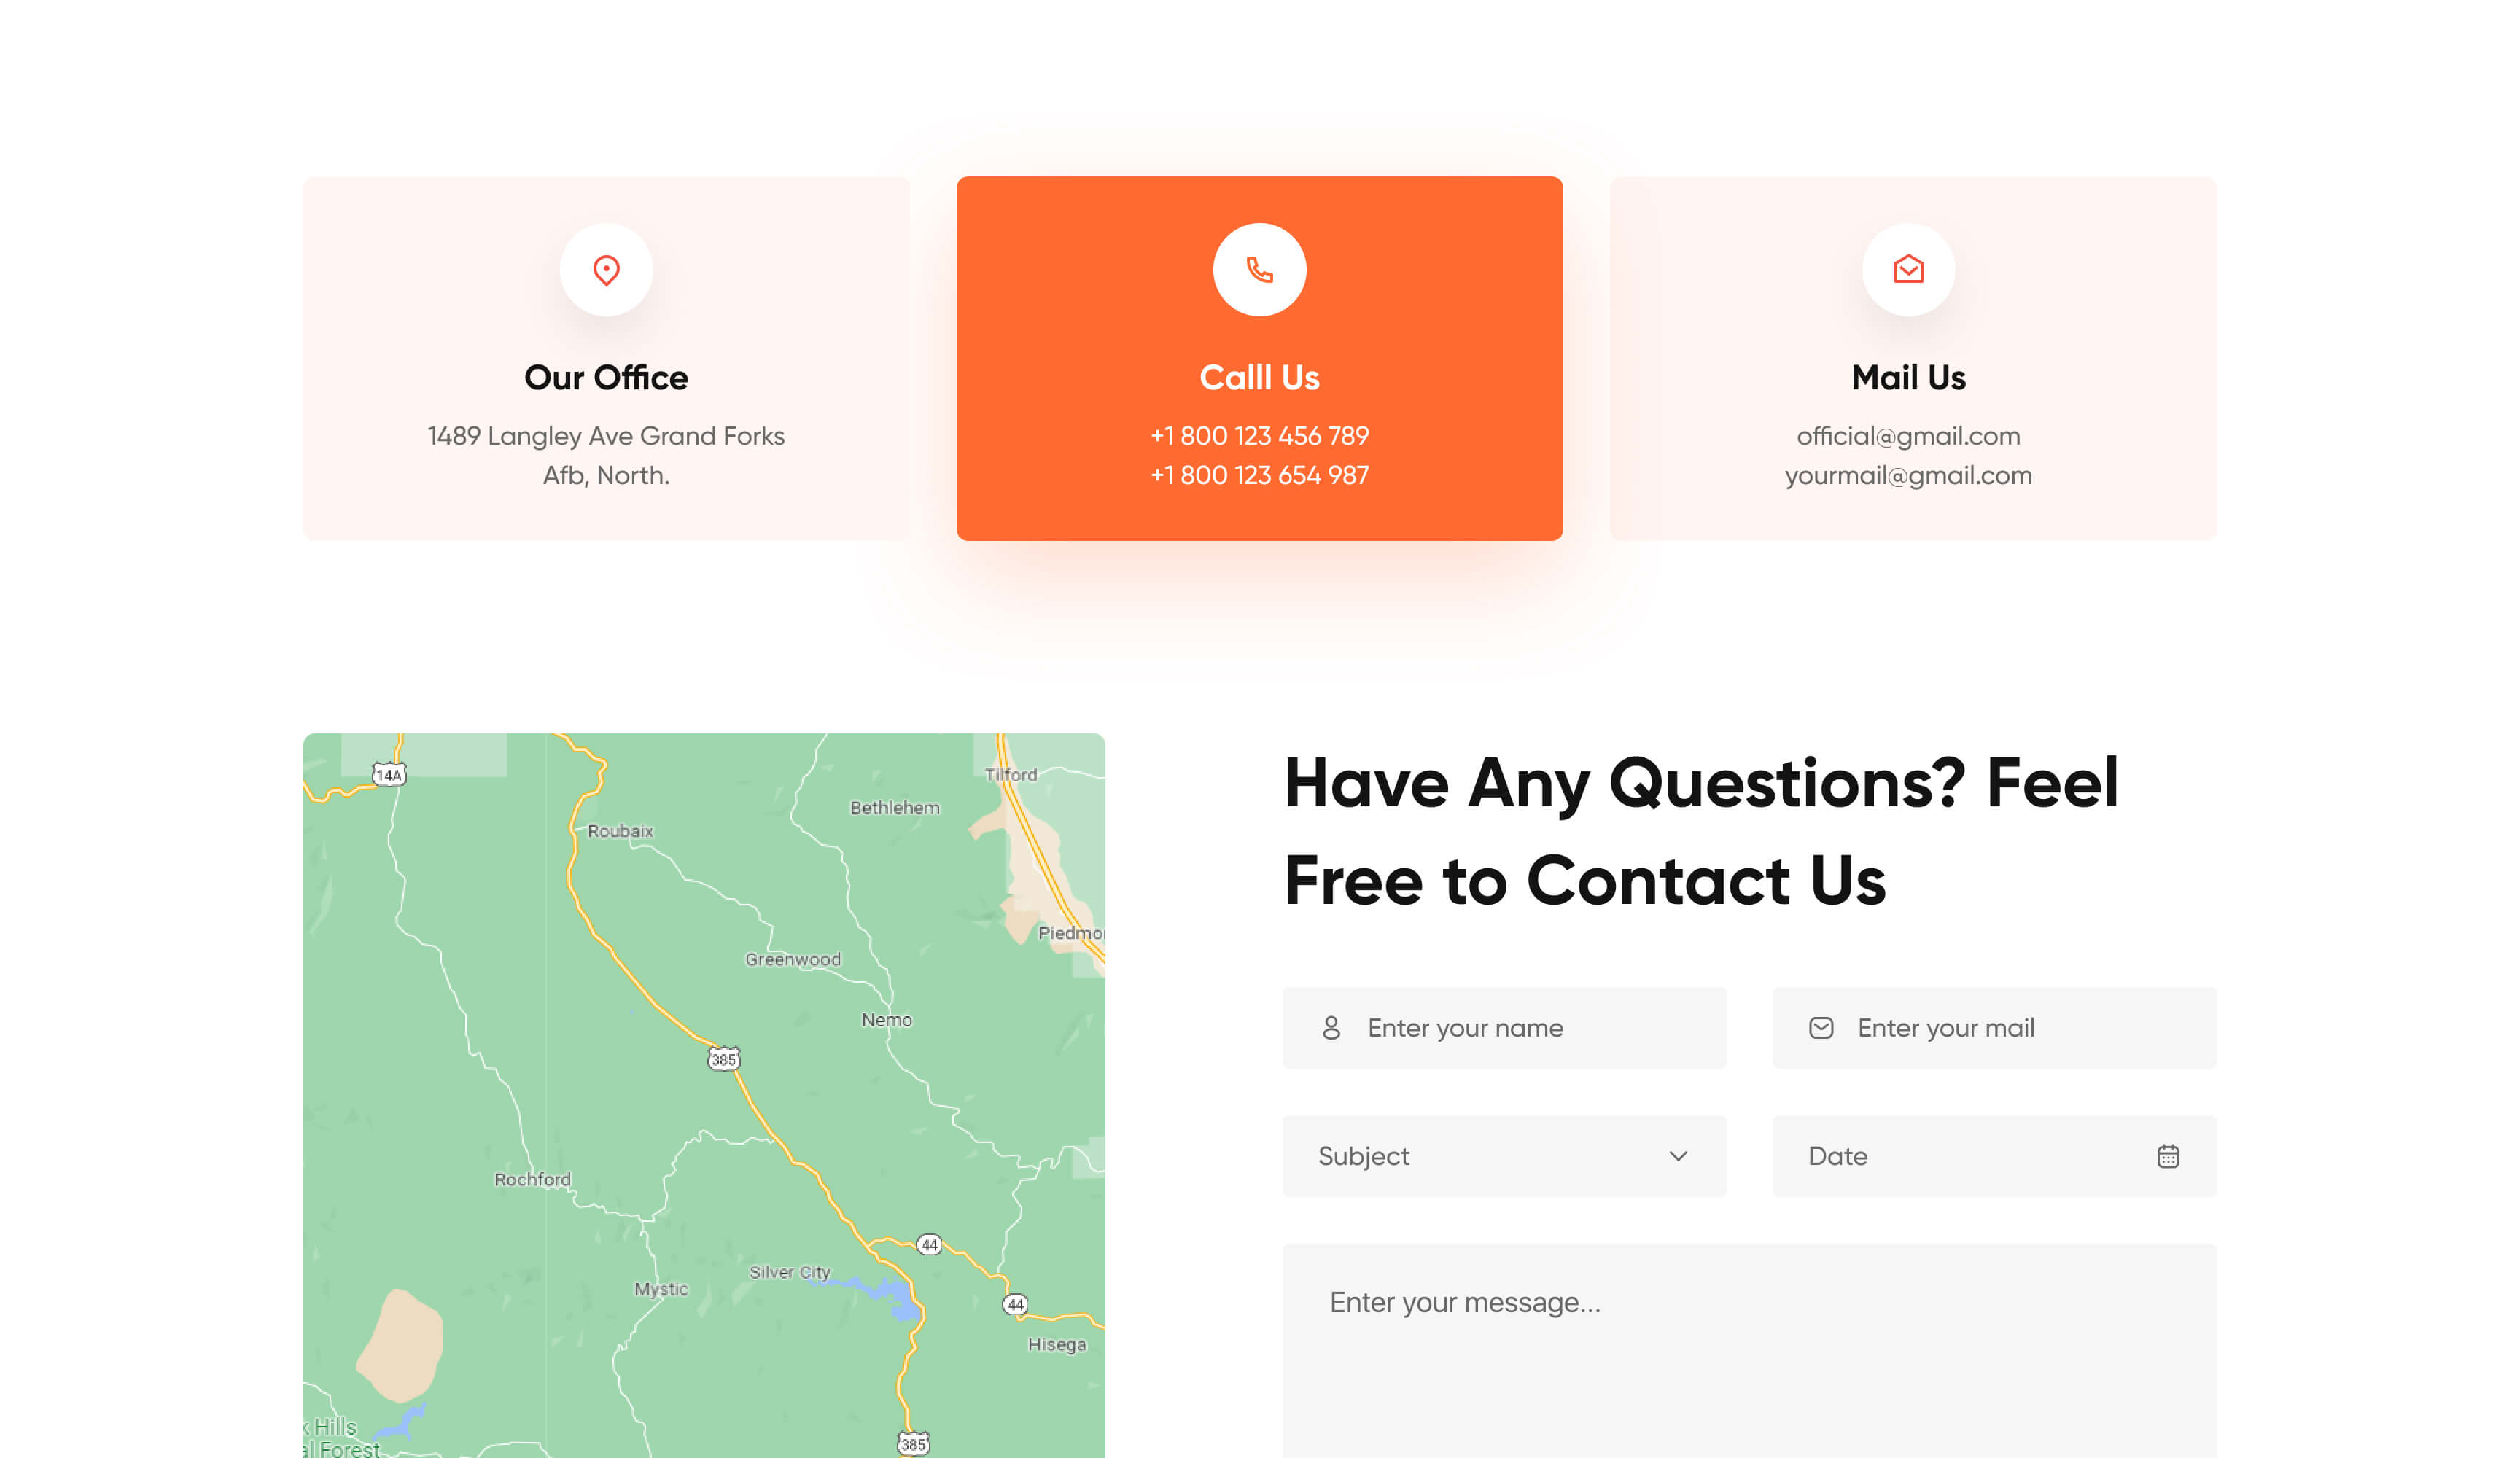 Our Office
1489 Langley Ave Grand Forks
Afb, North.
Calll Us
+1 800 123 456 789
+1 800 123 654 987
Mail Us
official@gmail.com
yourmail@gmail.com
14A
Tilford
Bethlehem
Roubaix
Piedmo
Greenwood
Nemo
385
Rochford
44
Silver City
Mystic
44
Hisega
Hills
Forest
385
Have Any Questions? Feel
Free to Contact Us
Enter your name
Enter your mail
Subject
Date
Enter your message...